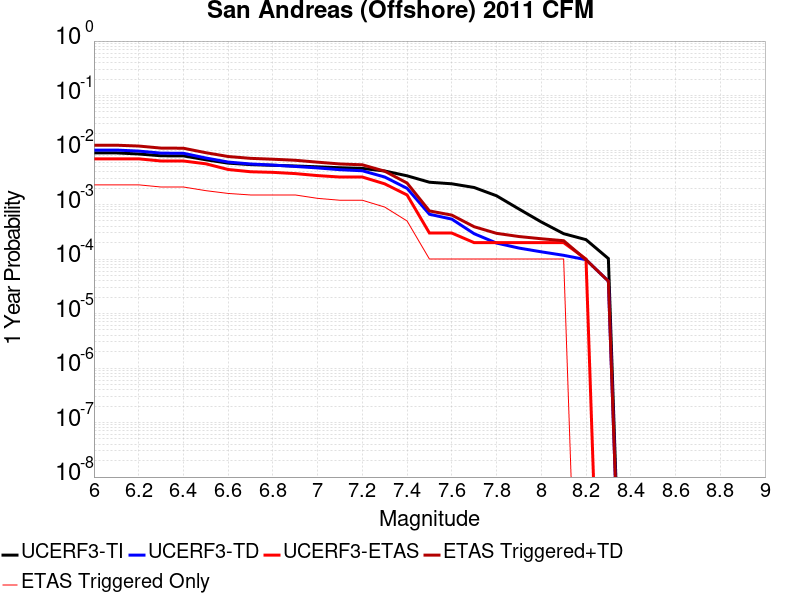 San Andreas (Offshore) 2011 CFM
10^0
10^-1
10^-2
10^-3
10^-4
10^-5
10^-6
10^-7
10^-8
1 Year Probability
6 6.2 6.4 6.6 6.8 7 7.2 7.4 7.6 7.8 8 8.2 8.4 8.6 8.8 9
Magnitude
UCERF3-TI UCERF3-TD UCERF3-ETAS ETAS Triggered+TD
ETAS Triggered Only